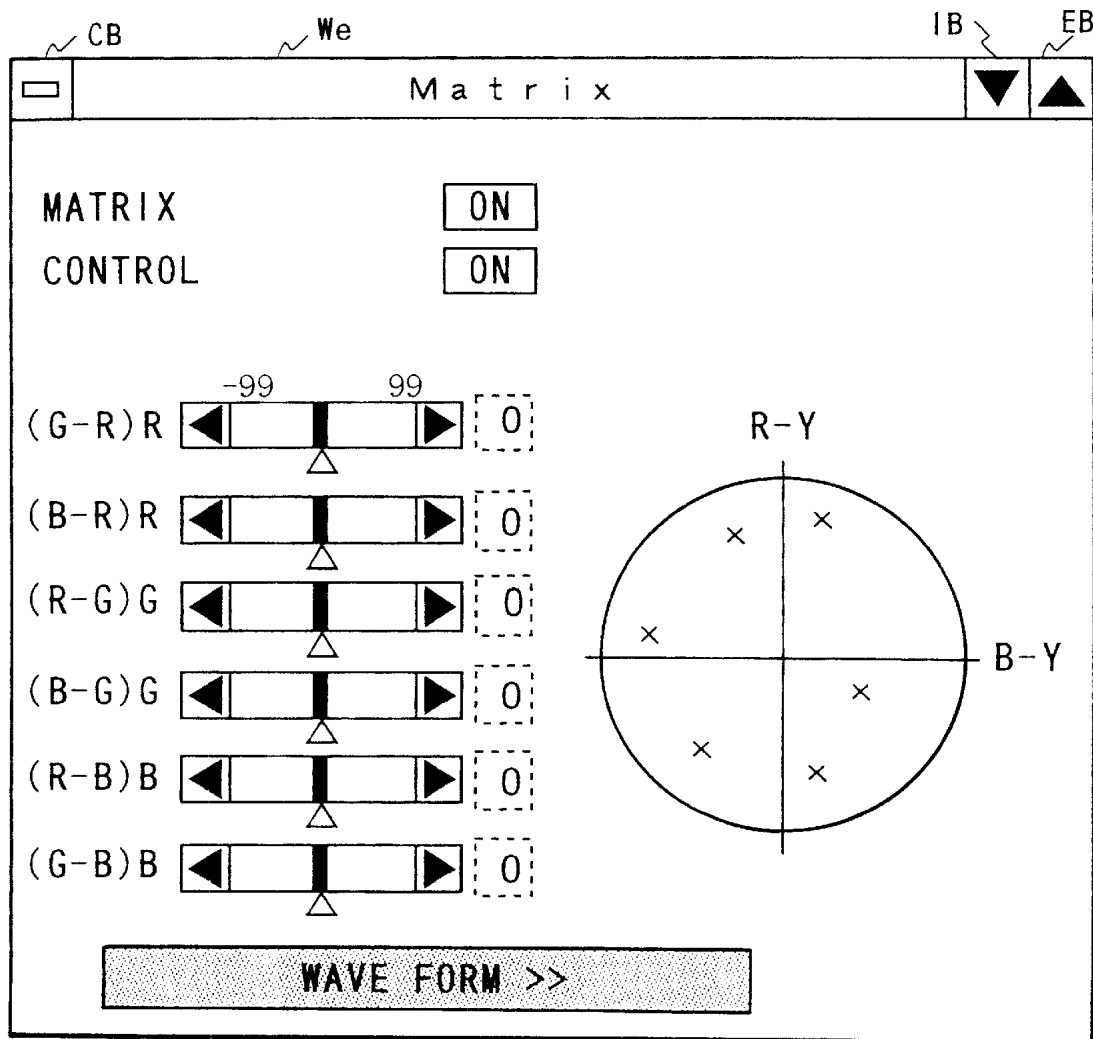 CB We IB EB
Matrix
MATRIX ON
CONTROL ON
-99 99
(G-R)R 0
(B-R)R 0
(R-G)G 0
(B-G)G 0
(R-B)B 0
(G-B)B 0
R-Y
B-Y
WAVE FORM >>